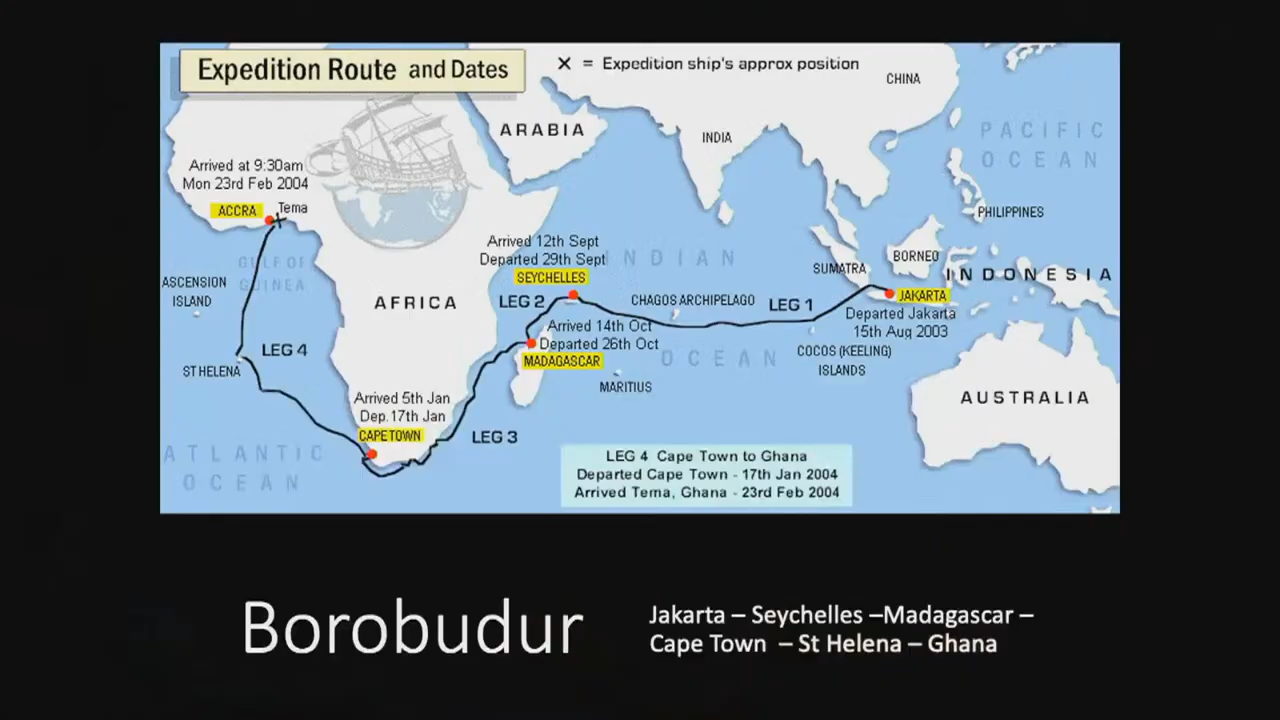 Expedition Route and Dates
X = Expedition ship's approx position
CHINA
ARABIA
INDIA
PACIFIC
OCEAN
Arrived at 9:30am
Mon 23rd Feb 2004
ACCRA
Tema
PHILIPPINES
Arrived 12th Sept
Departed 29th Sept
SEYCHELLES
INDIAN
OCEAN
GULF OF
GUINEA
ASCENSION
ISLAND
AFRICA
LEG 2
CHAGOS ARCHIPELAGO
LEG 1
SUMATRA
BORNEO
INDONESIA
JAKARTA
Departed Jakarta
15th Aug 2003
COCOS (KEELING)
ISLANDS
Arrived 14th Oct
Departed 26th Oct
MADAGASCAR
MARITIUS
LEG 4
ST HELENA
Arrived 5th Jan
Dep. 17th Jan
CAPE TOWN
LEG 3
AUSTRALIA
ATLANTIC
OCEAN
LEG 4 Cape Town to Ghana
Departed Cape Town - 17th Jan 2004
Arrived Tema, Ghana - 23rd Feb 2004
Borobudur
Jakarta – Seychelles –Madagascar –
Cape Town – St Helena – Ghana